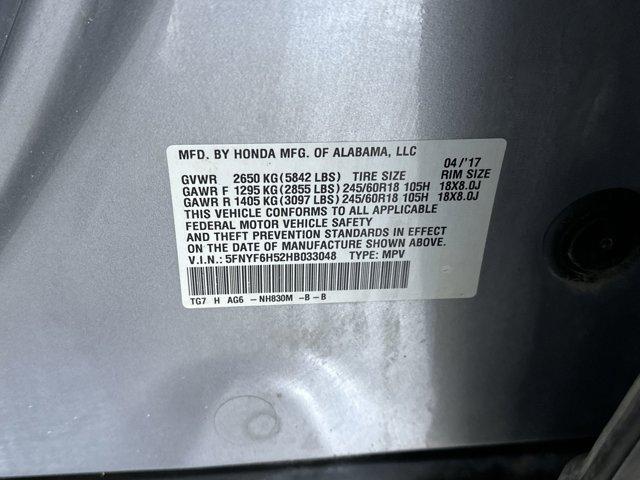 MFD. BY HONDA MFG. OF ALABAMA, LLC 04/'17
GVWR 2650 KG (5842 LBS) TIRE SIZE RIM SIZE
GAWR F 1295 KG (2855 LBS) 245/60R18 105H 18X8.0J
GAWR R 1405 KG (3097 LBS) 245/60R18 105H 18X8.0J
THIS VEHICLE CONFORMS TO ALL APPLICABLE
FEDERAL MOTOR VEHICLE SAFETY
AND THEFT PREVENTION STANDARDS IN EFFECT
ON THE DATE OF MANUFACTURE SHOWN ABOVE.
V.I.N.: 5FNYF6H52HB033048 TYPE: MPV
TG7 H AG6 -NH830M -B -B